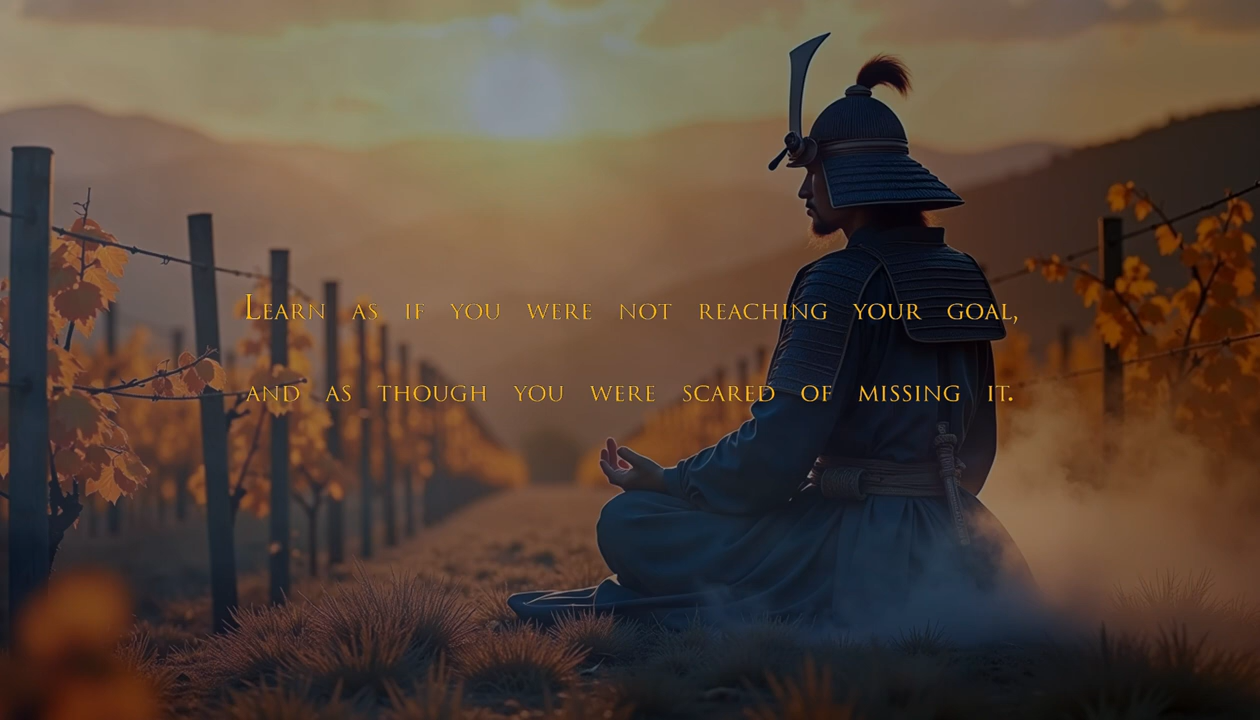 Learn as if you were not reaching your goal,
and as though you were scared of missing it.